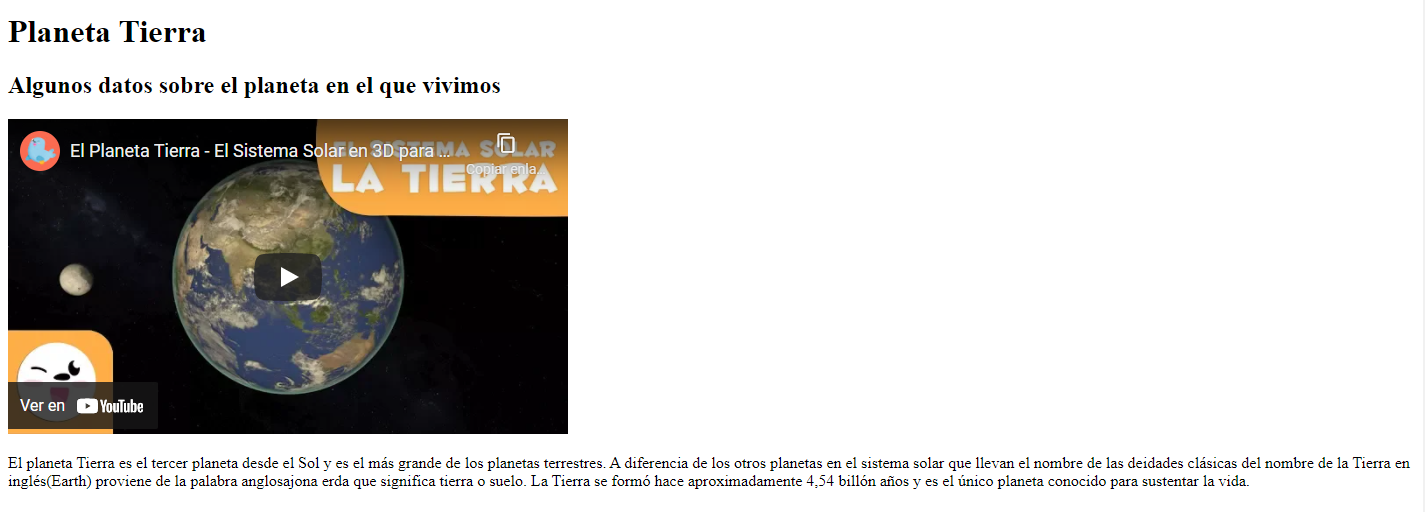 Planeta Tierra
Algunos datos sobre el planeta en el que vivimos
El Planeta Tierra - El Sistema Solar en 3D para ...
Copiar enla...
EL SISTEMA SOLAR
LA TIERRA
Ver en YouTube
El planeta Tierra es el tercer planeta desde el Sol y es el más grande de los planetas terrestres. A diferencia de los otros planetas en el sistema solar que llevan el nombre de las deidades clásicas del nombre de la Tierra en
inglés(Earth) proviene de la palabra anglosajona erda que significa tierra o suelo. La Tierra se formó hace aproximadamente 4,54 billón años y es el único planeta conocido para sustentar la vida.